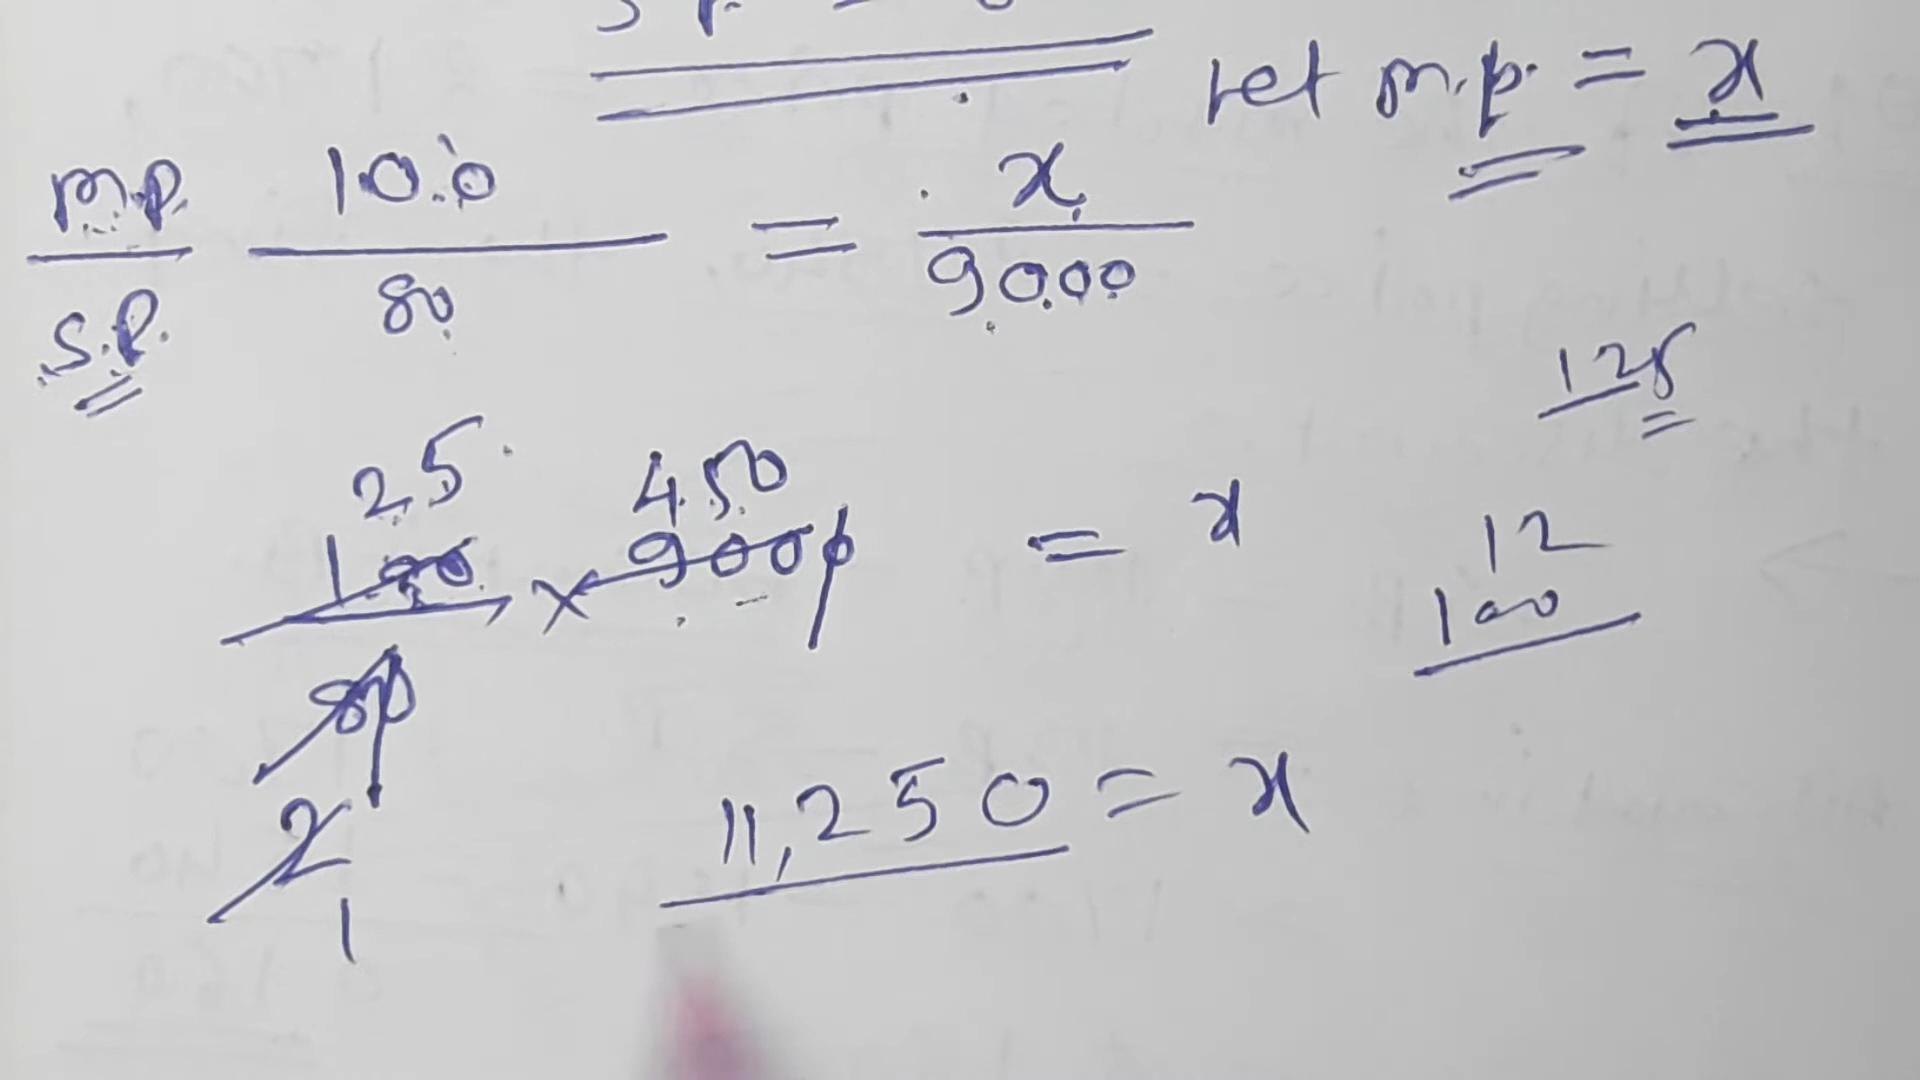 S.P. =
let m.p. = x
m.p. 100 = x
S.P. 80 9000
125
25 450
100 × 9000 = x
12
100
80
2
11,250 = x
1